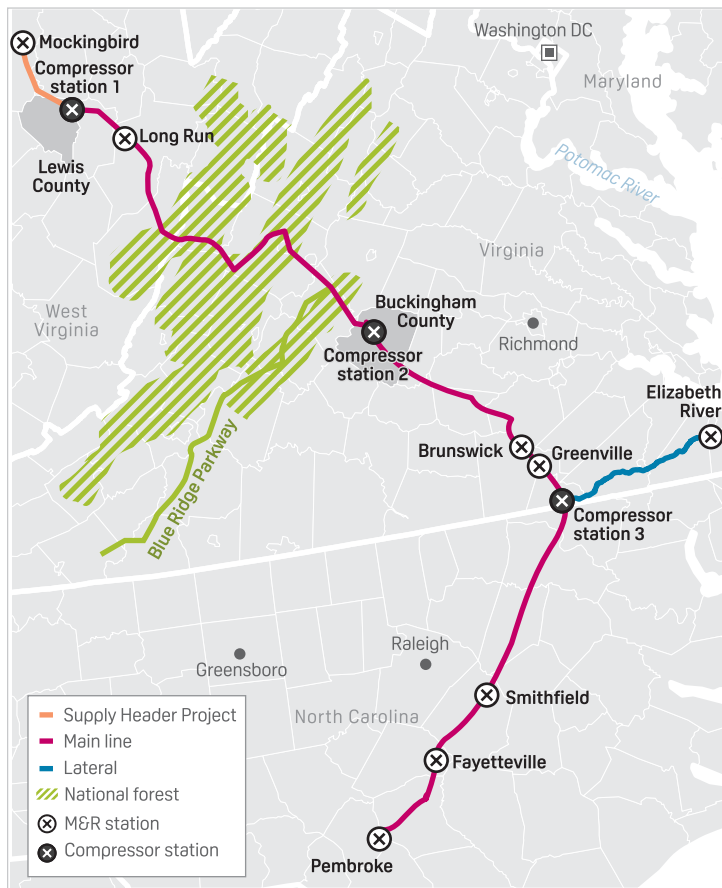 Washington DC
Mockingbird
Maryland
Compressor
station 1
Long Run
Potomac River
Lewis
County
Virginia
Buckingham
County
West
Virginia
Richmond
Compressor
station 2
Elizabeth
River
Brunswick
Greenville
Blue Ridge Parkway
Compressor
station 3
Raleigh
Greensboro
Smithfield
North Carolina
Supply Header Project
Main line
Lateral
National forest
M&R station
Compressor station
Fayetteville
Pembroke